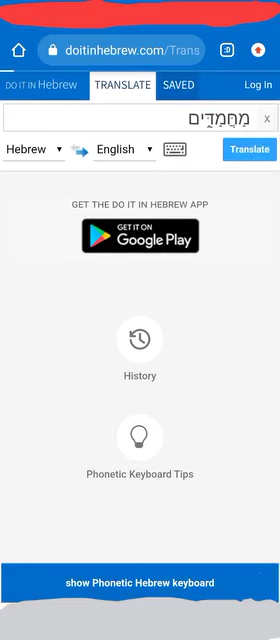 doitinhebrew.com/Trans
:D
DO IT IN Hebrew TRANSLATE SAVED Log In
מַחֲמַדִּ֑ים x
Hebrew English Translate
GET THE DO IT IN HEBREW APP
GET IT ON
Google Play
History
Phonetic Keyboard Tips
show Phonetic Hebrew keyboard